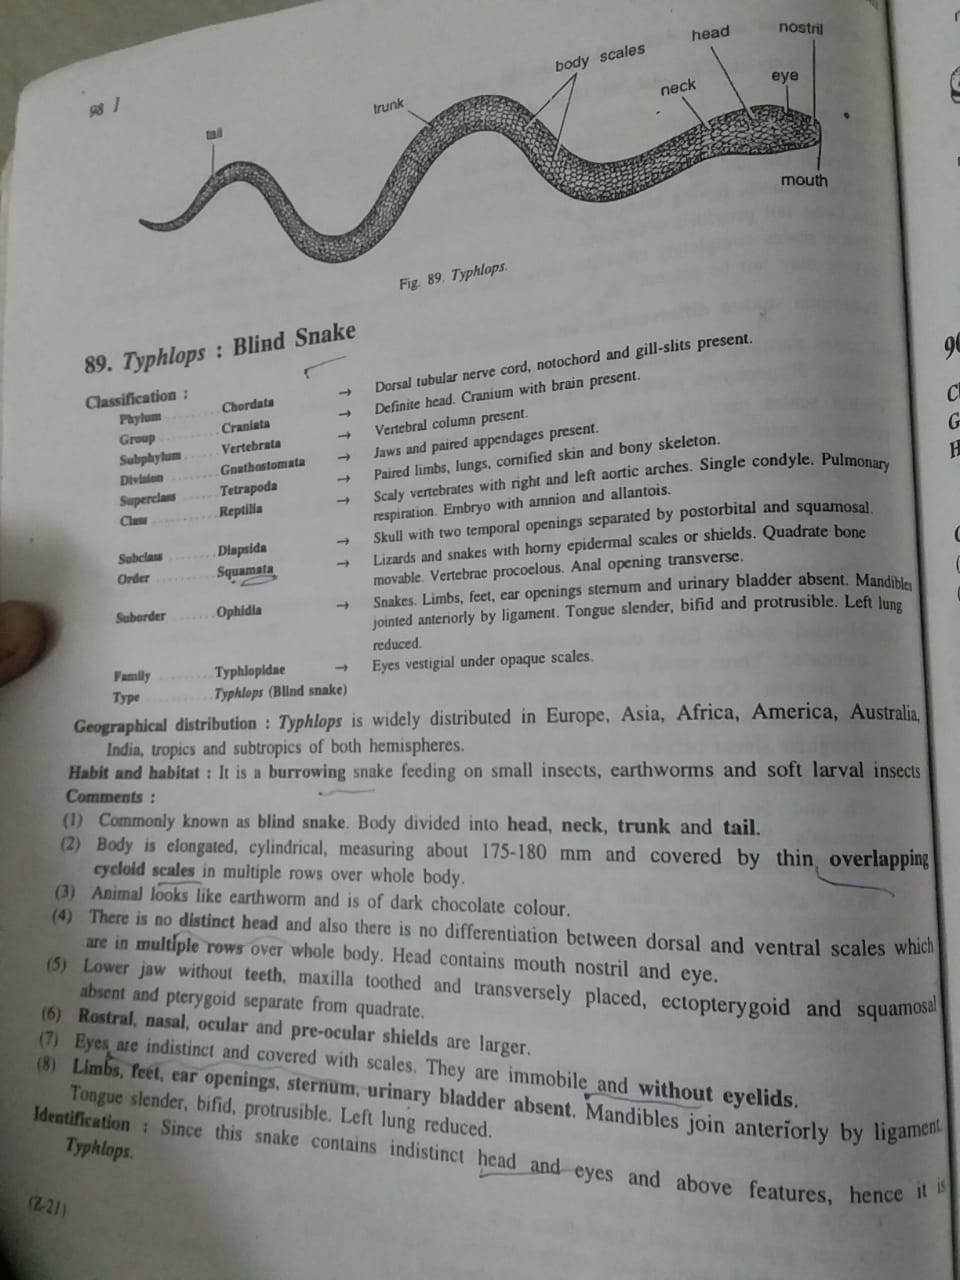 98 ]
tail
trunk
body scales
neck
head
nostril
eye
mouth
Fig. 89. Typhlops.
89. Typhlops : Blind Snake
Classification :
Phylum ........ Chordata → Dorsal tubular nerve cord, notochord and gill-slits present.
Group ........ Craniata → Definite head. Cranium with brain present.
Subphylum ........ Vertebrata → Vertebral column present.
Division ........ Gnathostomata → Jaws and paired appendages present.
Superclass ........ Tetrapoda → Paired limbs, lungs, cornified skin and bony skeleton.
Class ........ Reptilia → Scaly vertebrates with right and left aortic arches. Single condyle. Pulmonary
respiration. Embryo with amnion and allantois.
Subclass ........ Diapsida → Skull with two temporal openings separated by postorbital and squamosal.
Order ........ Squamata → Lizards and snakes with horny epidermal scales or shields. Quadrate bone
movable. Vertebrae procoelous. Anal opening transverse.
Suborder ........ Ophidia → Snakes. Limbs, feet, ear openings sternum and urinary bladder absent. Mandibles
jointed anteriorly by ligament. Tongue slender, bifid and protrusible. Left lung
reduced.
Family ........ Typhlopidae → Eyes vestigial under opaque scales.
Type ........ Typhlops (Blind snake)
Geographical distribution : Typhlops is widely distributed in Europe, Asia, Africa, America, Australia,
India, tropics and subtropics of both hemispheres.
Habit and habitat : It is a burrowing snake feeding on small insects, earthworms and soft larval insects
Comments :
(1) Commonly known as blind snake. Body divided into head, neck, trunk and tail.
(2) Body is elongated, cylindrical, measuring about 175-180 mm and covered by thin overlapping
cycloid scales in multiple rows over whole body.
(3) Animal looks like earthworm and is of dark chocolate colour.
(4) There is no distinct head and also there is no differentiation between dorsal and ventral scales which
are in multiple rows over whole body. Head contains mouth nostril and eye.
(5) Lower jaw without teeth, maxilla toothed and transversely placed, ectopterygoid and squamosal
absent and pterygoid separate from quadrate.
(6) Rostral, nasal, ocular and pre-ocular shields are larger.
(7) Eyes are indistinct and covered with scales. They are immobile and without eyelids.
(8) Limbs, feet, ear openings, sternum, urinary bladder absent. Mandibles join anteriorly by ligament.
Tongue slender, bifid, protrusible. Left lung reduced.
Identification : Since this snake contains indistinct head and eyes and above features, hence it is
Typhlops.
(Z-21)